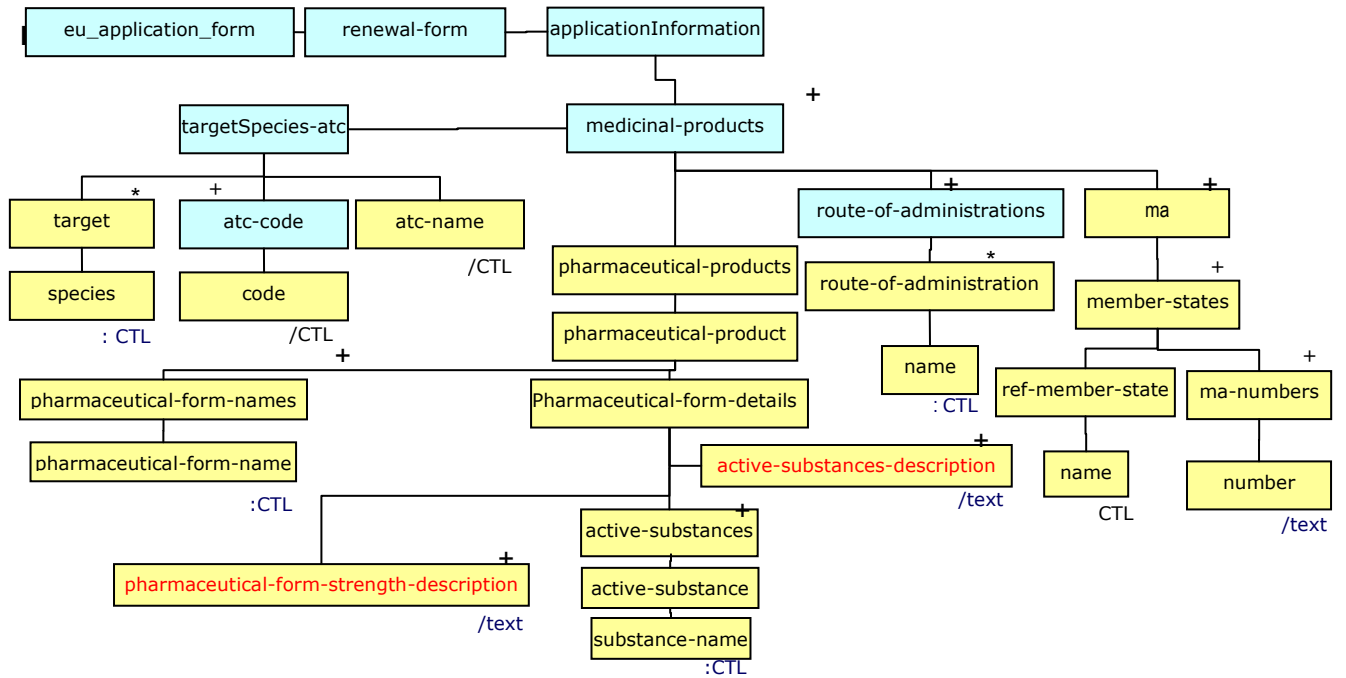 eu_application_form
renewal-form
applicationInformation
+
targetSpecies-atc
medicinal-products
*
+
+
+
target
atc-code
atc-name
route-of-administrations
ma
/CTL
pharmaceutical-products
*
+
species
code
route-of-administration
member-states
: CTL
/CTL
pharmaceutical-product
+
+
name
: CTL
pharmaceutical-form-names
Pharmaceutical-form-details
ref-member-state
ma-numbers
pharmaceutical-form-name
:CTL
+
active-substances-description
/text
name
CTL
number
/text
+
active-substances
+
pharmaceutical-form-strength-description
/text
active-substance
substance-name
:CTL